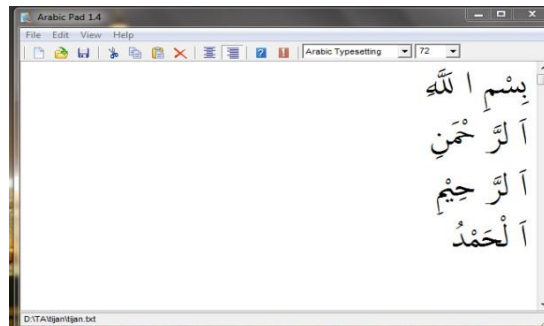 Arabic Pad 1.4
File Edit View Help
Arabic Typesetting 72
بِسْمِ ا للَّهِ
اَ لرَّ حْمَنِ
اَ لرَّ حِيْمِ
اَ لْحَمْدُ
D:\TA\tijan\tijan.txt